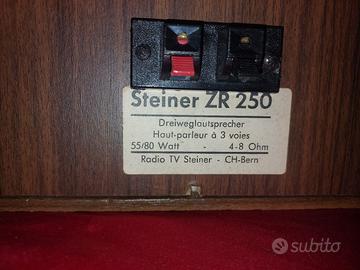 Steiner ZR 250
Dreiweglautsprecher
Haut-parleur à 3 voies
55/80 Watt - 4-8 Ohm
Radio TV Steiner - CH-Bern
subito